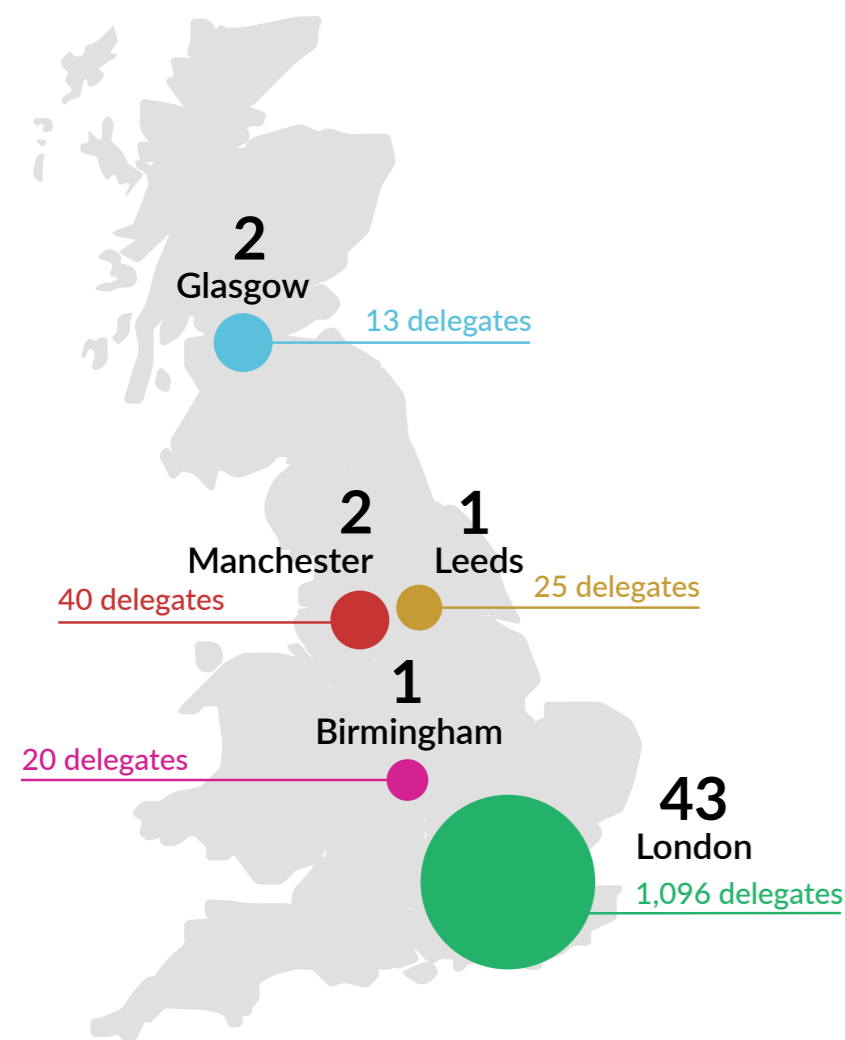 2
Glasgow
13 delegates
2
Manchester
40 delegates
1
Leeds
25 delegates
1
Birmingham
20 delegates
43
London
1,096 delegates